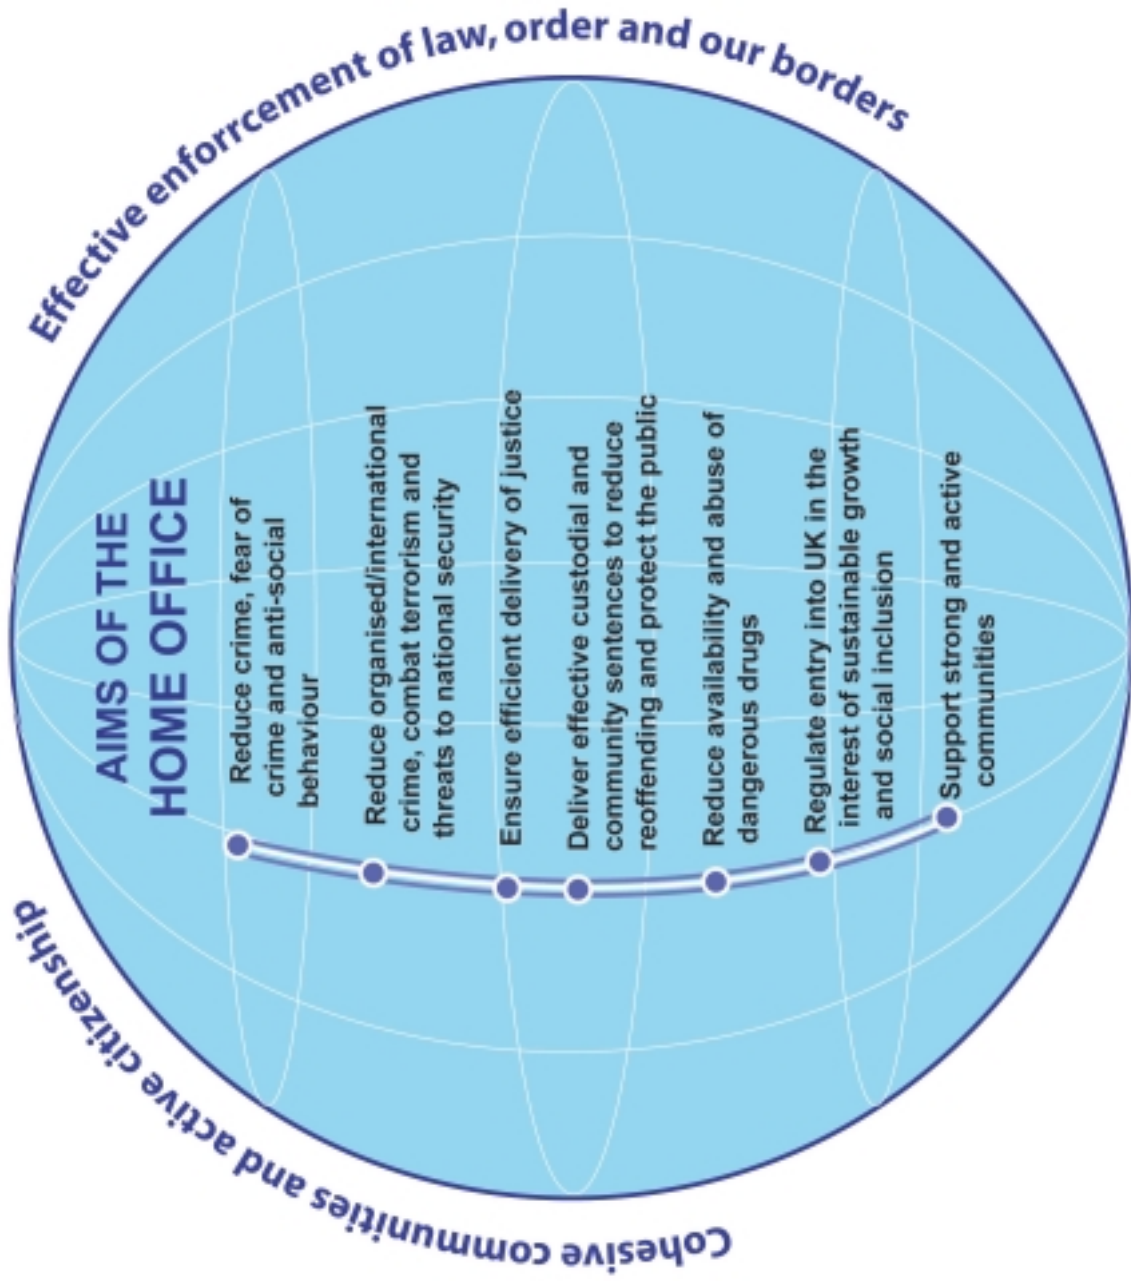 Cohesive communities and active citizenship
Effective enforrcement of law, order and our borders
AIMS OF THE
HOME OFFICE
Reduce crime, fear of
crime and anti-social
behaviour
Reduce organised/international
crime, combat terrorism and
threats to national security
Ensure efficient delivery of justice
Deliver effective custodial and
community sentences to reduce
reoffending and protect the public
Reduce availability and abuse of
dangerous drugs
Regulate entry into UK in the
interest of sustainable growth
and social inclusion
Support strong and active
communities